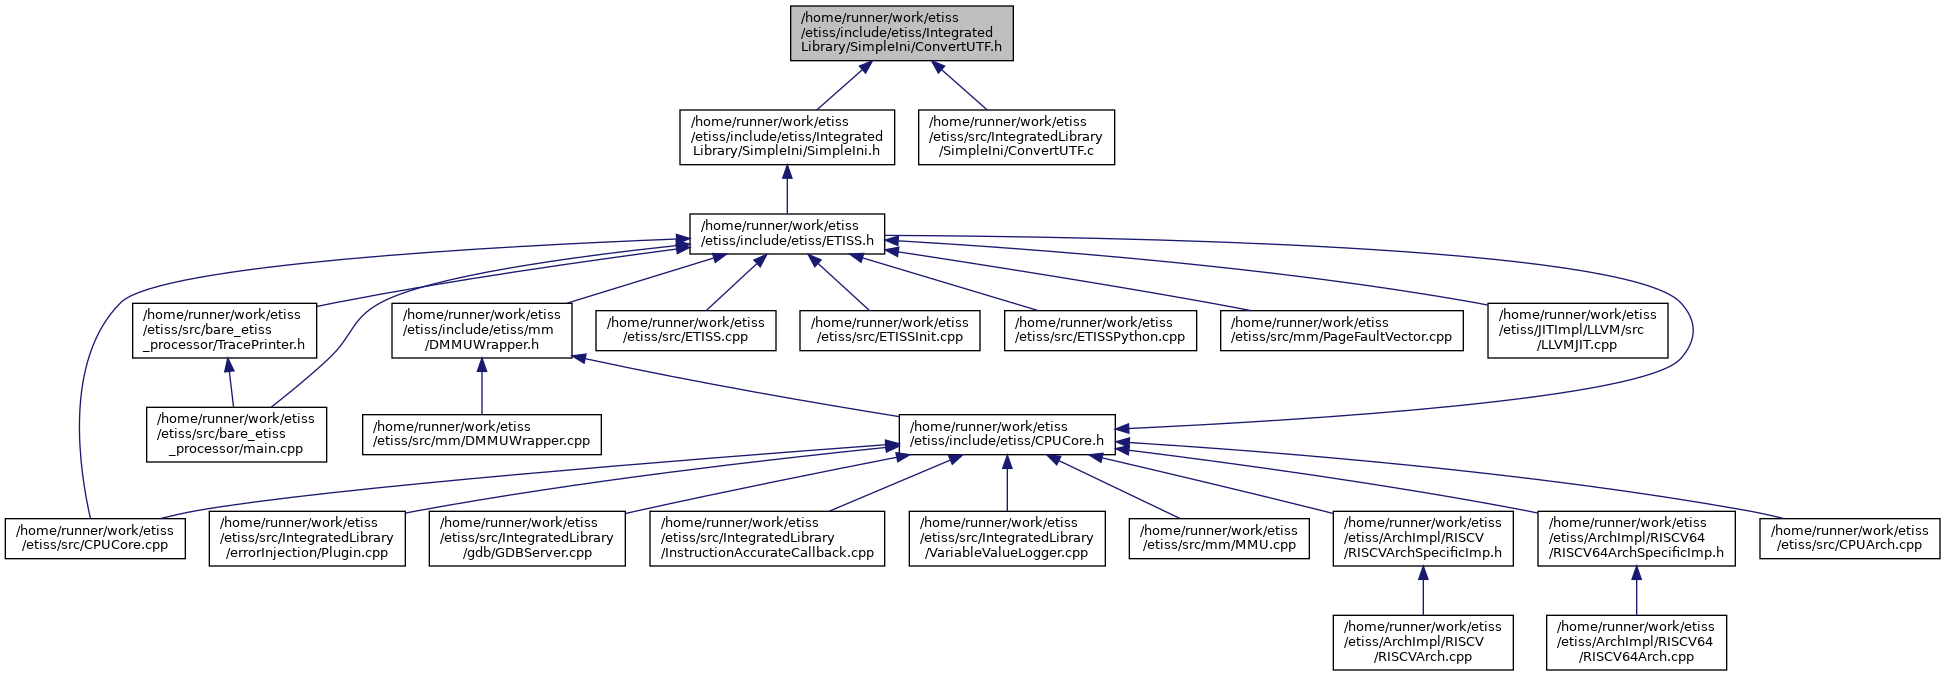 /home/runner/work/etiss
/etiss/include/etiss/Integrated
Library/SimpleIni/ConvertUTF.h
/home/runner/work/etiss
/etiss/include/etiss/Integrated
Library/SimpleIni/SimpleIni.h
/home/runner/work/etiss
/etiss/src/IntegratedLibrary
/SimpleIni/ConvertUTF.c
/home/runner/work/etiss
/etiss/include/etiss/ETISS.h
/home/runner/work/etiss
/etiss/src/bare_etiss
_processor/TracePrinter.h
/home/runner/work/etiss
/etiss/include/etiss/mm
/DMMUWrapper.h
/home/runner/work/etiss
/etiss/src/ETISS.cpp
/home/runner/work/etiss
/etiss/src/ETISSInit.cpp
/home/runner/work/etiss
/etiss/src/ETISSPython.cpp
/home/runner/work/etiss
/etiss/src/mm/PageFaultVector.cpp
/home/runner/work/etiss
/etiss/JITImpl/LLVM/src
/LLVMJIT.cpp
/home/runner/work/etiss
/etiss/src/bare_etiss
_processor/main.cpp
/home/runner/work/etiss
/etiss/src/mm/DMMUWrapper.cpp
/home/runner/work/etiss
/etiss/include/etiss/CPUCore.h
/home/runner/work/etiss
/etiss/src/CPUCore.cpp
/home/runner/work/etiss
/etiss/src/IntegratedLibrary
/errorInjection/Plugin.cpp
/home/runner/work/etiss
/etiss/src/IntegratedLibrary
/gdb/GDBServer.cpp
/home/runner/work/etiss
/etiss/src/IntegratedLibrary
/InstructionAccurateCallback.cpp
/home/runner/work/etiss
/etiss/src/IntegratedLibrary
/VariableValueLogger.cpp
/home/runner/work/etiss
/etiss/src/mm/MMU.cpp
/home/runner/work/etiss
/etiss/ArchImpl/RISCV
/RISCVArchSpecificImp.h
/home/runner/work/etiss
/etiss/ArchImpl/RISCV64
/RISCV64ArchSpecificImp.h
/home/runner/work/etiss
/etiss/src/CPUArch.cpp
/home/runner/work/etiss
/etiss/ArchImpl/RISCV
/RISCVArch.cpp
/home/runner/work/etiss
/etiss/ArchImpl/RISCV64
/RISCV64Arch.cpp